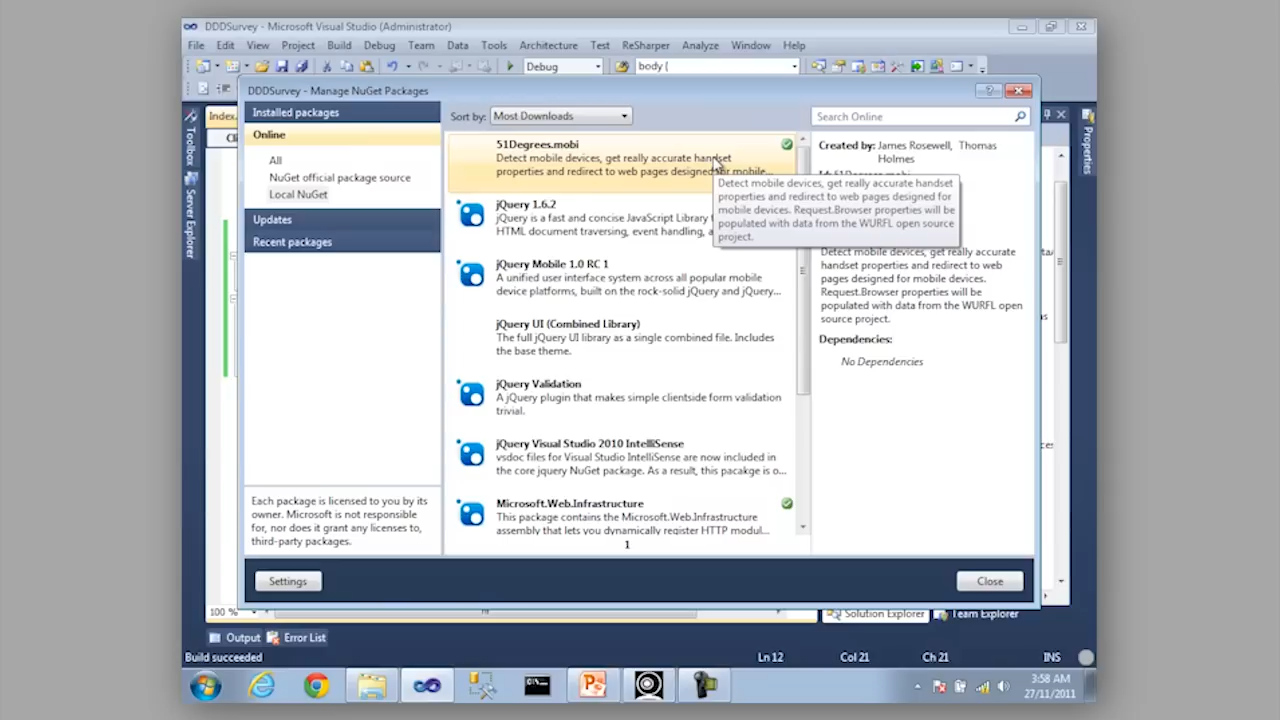 DDDSurvey - Microsoft Visual Studio (Administrator)
File Edit View Project Build Debug Team Data Tools Architecture Test ReSharper Analyze Window Help
Debug
body {
DDDSurvey - Manage NuGet Packages
Index.
Toolbox
Server Explorer
Properties
Installed packages
Online
All
NuGet official package source
Local NuGet
Updates
Recent packages
Each package is licensed to you by its
owner. Microsoft is not responsible
for, nor does it grant any licenses to,
third-party packages.
Sort by: Most Downloads
51Degrees.mobi
Detect mobile devices, get really accurate handset
properties and redirect to web pages designed for mobile...
jQuery 1.6.2
jQuery is a fast and concise JavaScript Library
HTML document traversing, event handling,
jQuery Mobile 1.0 RC 1
A unified user interface system across all popular mobile
device platforms, built on the rock-solid jQuery and jQuery...
jQuery UI (Combined Library)
The full jQuery UI library as a single combined file. Includes
the base theme.
jQuery Validation
A jQuery plugin that makes simple clientside form validation
trivial.
jQuery Visual Studio 2010 IntelliSense
vsdoc files for Visual Studio IntelliSense are now included in
the core jquery NuGet package. As a result, this pacakge is o...
Microsoft.Web.Infrastructure
This package contains the Microsoft.Web.Infrastructure
assembly that lets you dynamically register HTTP modul...
1
Search Online
Created by: James Rosewell, Thomas
Holmes
Detect mobile devices, get really accurate handset
properties and redirect to web pages designed for
mobile devices. Request.Browser properties will be
populated with data from the WURFL open source
project.
Detect mobile devices, get really accurate
handset properties and redirect to web
pages designed for mobile devices.
Request.Browser properties will be
populated with data from the WURFL open
source project.
Dependencies:
No Dependencies
Settings
Close
100 %
Solution Explorer
Team Explorer
Output
Error List
Build succeeded
Ln 12
Col 21
Ch 21
INS
3:58 AM
27/11/2011